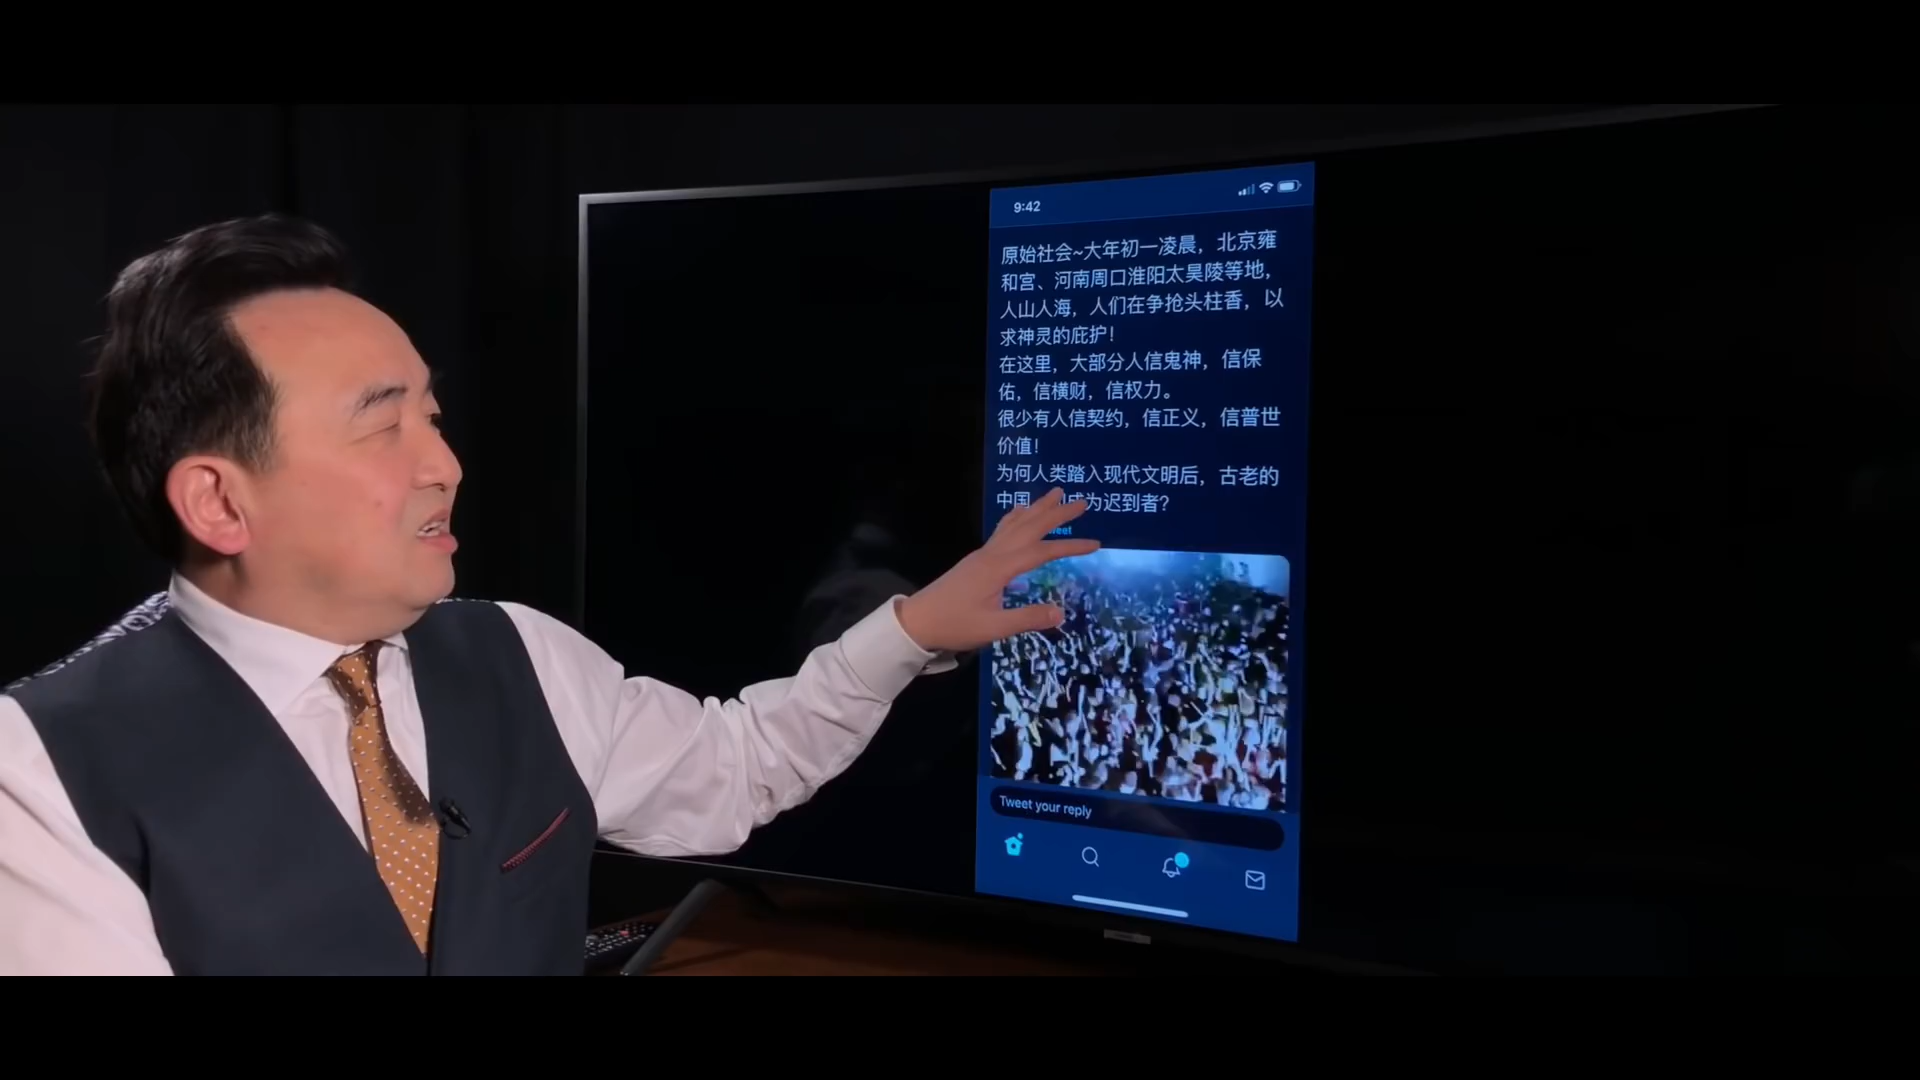 9:42
原始社会~大年初一凌晨，北京雍
和宫、河南周口淮阳太昊陵等地，
人山人海，人们在争抢头柱香，以
求神灵的庇护！
在这里，大部分人信鬼神，信保
佑，信横财，信权力。
很少有人信契约，信正义，信普世
价值！
为何人类踏入现代文明后，古老的
中国 成为迟到者？
Tweet your reply